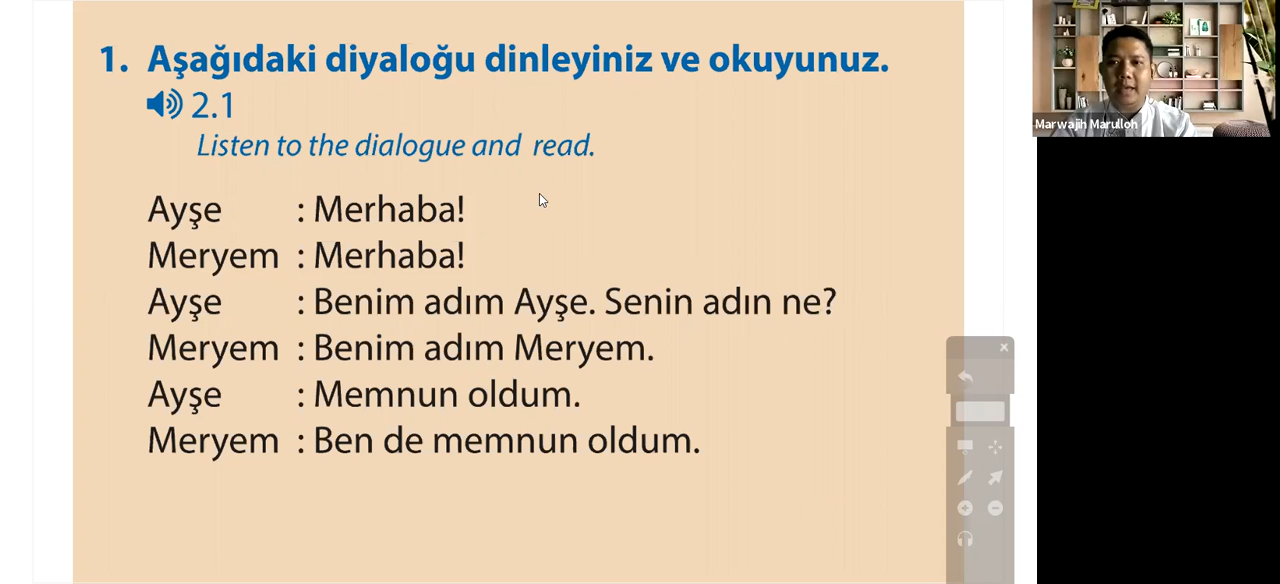 1. Aşağıdaki diyaloğu dinleyiniz ve okuyunuz.
2.1
Listen to the dialogue and read.
Ayşe : Merhaba!
Meryem : Merhaba!
Ayşe : Benim adım Ayşe. Senin adın ne?
Meryem : Benim adım Meryem.
Ayşe : Memnun oldum.
Meryem : Ben de memnun oldum.
Marwajih Marulloh